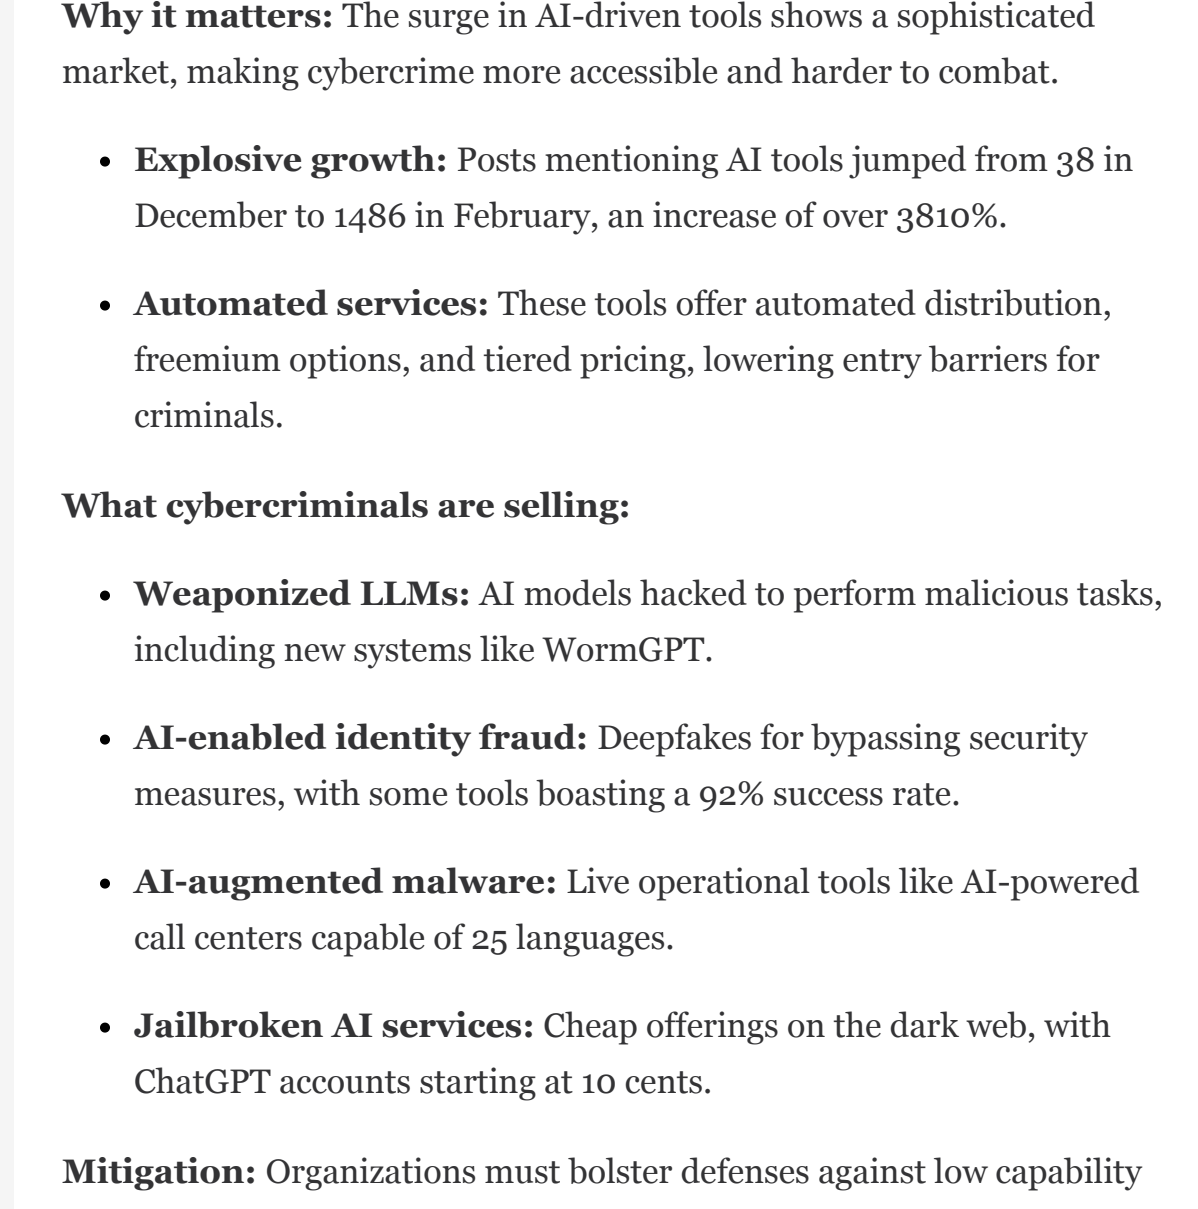 Why it matters: The surge in AI-driven tools shows a sophisticated
market, making cybercrime more accessible and harder to combat.
• Explosive growth: Posts mentioning AI tools jumped from 38 in
December to 1486 in February, an increase of over 3810%.
• Automated services: These tools offer automated distribution,
freemium options, and tiered pricing, lowering entry barriers for
criminals.
What cybercriminals are selling:
• Weaponized LLMs: AI models hacked to perform malicious tasks,
including new systems like WormGPT.
• AI-enabled identity fraud: Deepfakes for bypassing security
measures, with some tools boasting a 92% success rate.
• AI-augmented malware: Live operational tools like AI-powered
call centers capable of 25 languages.
• Jailbroken AI services: Cheap offerings on the dark web, with
ChatGPT accounts starting at 10 cents.
Mitigation: Organizations must bolster defenses against low capability